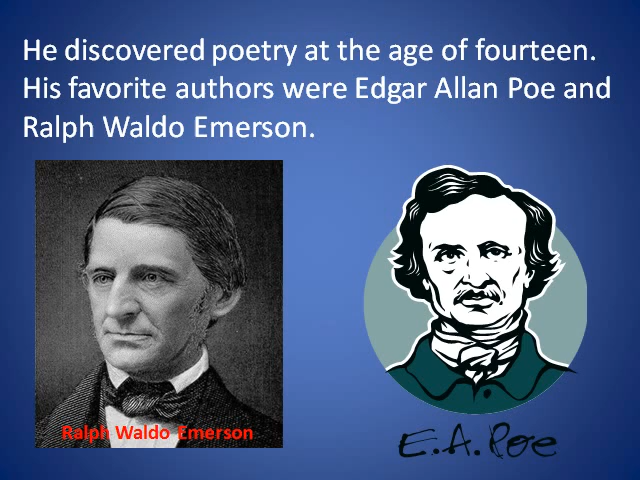 He discovered poetry at the age of fourteen.
His favorite authors were Edgar Allan Poe and
Ralph Waldo Emerson.
Ralph Waldo Emerson
E.A. Poe